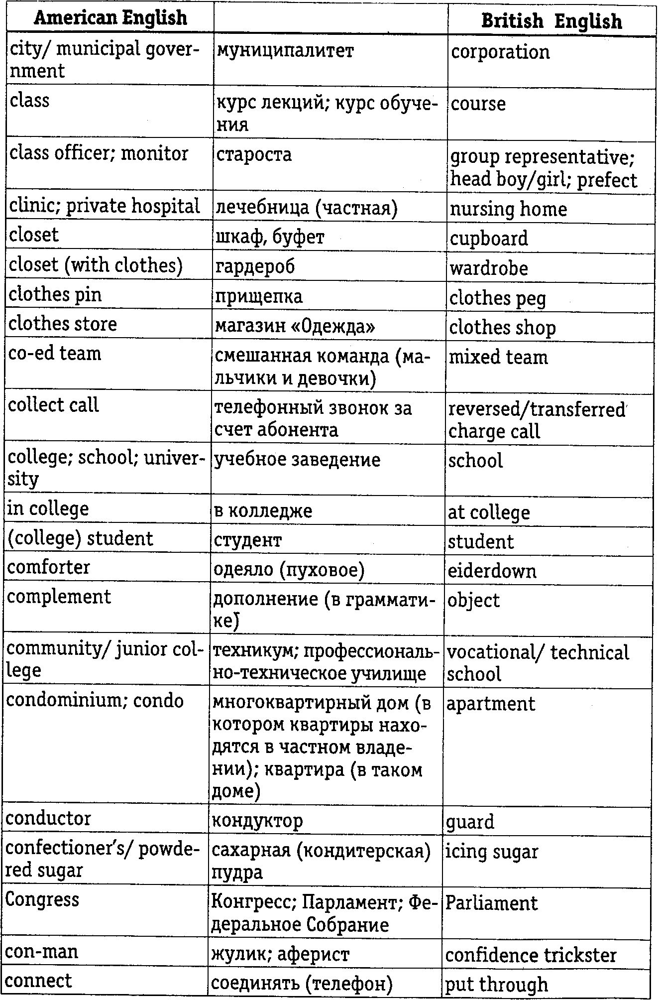 American English British English
city/ municipal gover- муниципалитет corporation
nment
class курс лекций; курс обуче- course
ния
class officer; monitor староста group representative;
head boy/girl; prefect
clinic; private hospital лечебница (частная) nursing home
closet шкаф, буфет cupboard
closet (with clothes) гардероб wardrobe
clothes pin прищепка clothes peg
clothes store магазин «Одежда» clothes shop
co-ed team смешанная команда (ма- mixed team
льчики и девочки)
collect call телефонный звонок за reversed/transferred
счет абонента charge call
college; school; univer- учебное заведение school
sity
in college в колледже at college
(college) student студент student
comforter одеяло (пуховое) eiderdown
complement дополнение (в граммати- object
ке)
community/ junior col- техникум; профессиональ- vocational/ technical
lege но-техническое училище school
condominium; condo многоквартирный дом (в apartment
котором квартиры нахо-
дятся в частном владе-
нии); квартира (в таком
доме)
conductor кондуктор guard
confectioner's/ powde- сахарная (кондитерская) icing sugar
red sugar пудра
Congress Конгресс; Парламент; Фе- Parliament
деральное Собрание
con-man жулик; аферист confidence trickster
connect соединять (телефон) put through